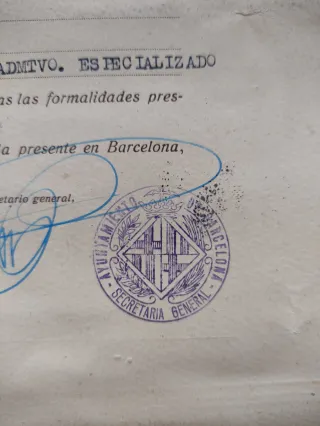 ADMTVO. ESPECIALIZADO
as las formalidades pres-
a presente en Barcelona,
etario general,
AYUNTAMIENTO DE BARCELONA
- SECRETARIA GENERAL -